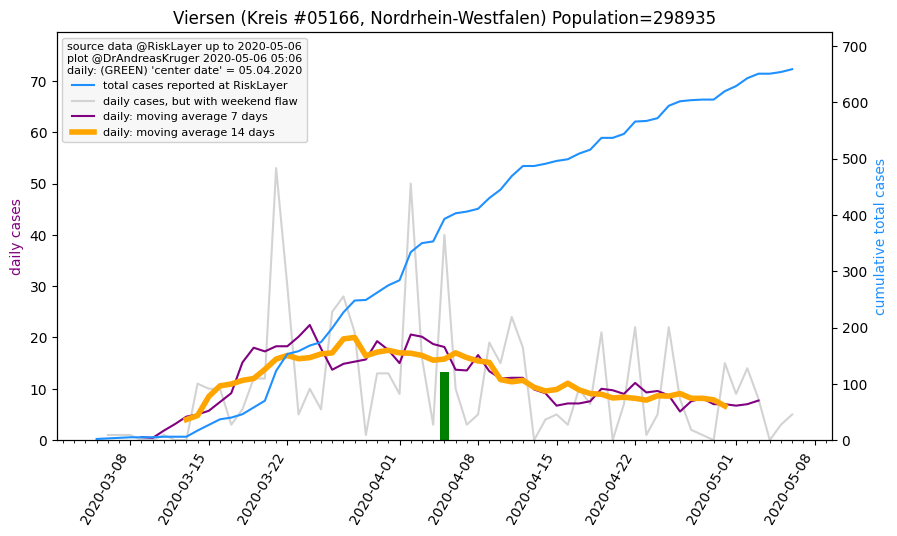 Viersen (Kreis #05166, Nordrhein-Westfalen) Population=298935
source data @RiskLayer up to 2020-05-06
plot @DrAndreasKruger 2020-05-06 05:06
daily: (GREEN) 'center date' = 05.04.2020
total cases reported at RiskLayer
daily cases, but with weekend flaw
daily: moving average 7 days
daily: moving average 14 days
daily cases
70
60
50
40
30
20
10
0
cumulative total cases
700
600
500
400
300
200
100
0
2020-03-08
2020-03-15
2020-03-22
2020-04-01
2020-04-08
2020-04-15
2020-04-22
2020-05-01
2020-05-08